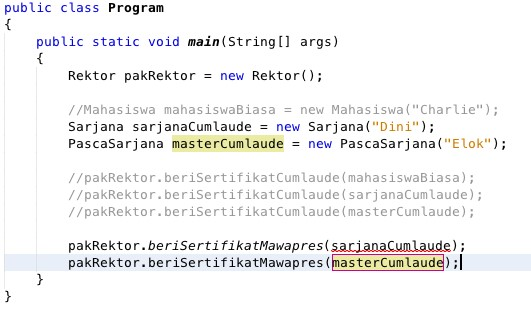 public class Program
{
    public static void main(String[] args)
    {
        Rektor pakRektor = new Rektor();

        //Mahasiswa mahasiswaBiasa = new Mahasiswa("Charlie");
        Sarjana sarjanaCumlaude = new Sarjana("Dini");
        PascaSarjana masterCumlaude = new PascaSarjana("Elok");

        //pakRektor.beriSertifikatCumlaude(mahasiswaBiasa);
        //pakRektor.beriSertifikatCumlaude(sarjanaCumlaude);
        //pakRektor.beriSertifikatCumlaude(masterCumlaude);

        pakRektor.beriSertifikatMawapres(sarjanaCumlaude);
        pakRektor.beriSertifikatMawapres(masterCumlaude);
    }
}